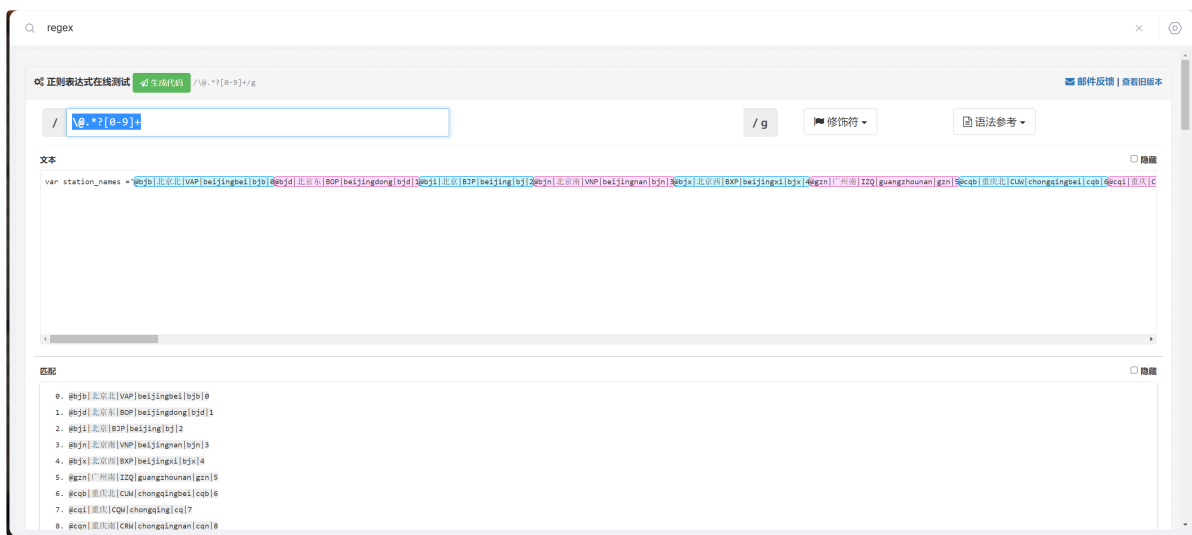 regex
正则表达式在线测试 生成代码 /\@.*?[0-9]+/g 邮件反馈 | 查看旧版本
/ \@.*?[0-9]+ / g 修饰符 语法参考
文本 隐藏
var station_names ='@bjb|北京北|VAP|beijingbei|bjb|0@bjd|北京东|BOP|beijingdong|bjd|1@bji|北京|BJP|beijing|bj|2@bjn|北京南|VNP|beijingnan|bjn|3@bjx|北京西|BXP|beijingxi|bjx|4@gzn|广州南|IZQ|guangzhounan|gzn|5@cqb|重庆北|CUW|chongqingbei|cqb|6@cqi|重庆|C
匹配 隐藏
0. @bjb|北京北|VAP|beijingbei|bjb|0
1. @bjd|北京东|BOP|beijingdong|bjd|1
2. @bji|北京|BJP|beijing|bj|2
3. @bjn|北京南|VNP|beijingnan|bjn|3
4. @bjx|北京西|BXP|beijingxi|bjx|4
5. @gzn|广州南|IZQ|guangzhounan|gzn|5
6. @cqb|重庆北|CUW|chongqingbei|cqb|6
7. @cqi|重庆|CQW|chongqing|cq|7
8. @cqn|重庆南|CRW|chongqingnan|cqn|8